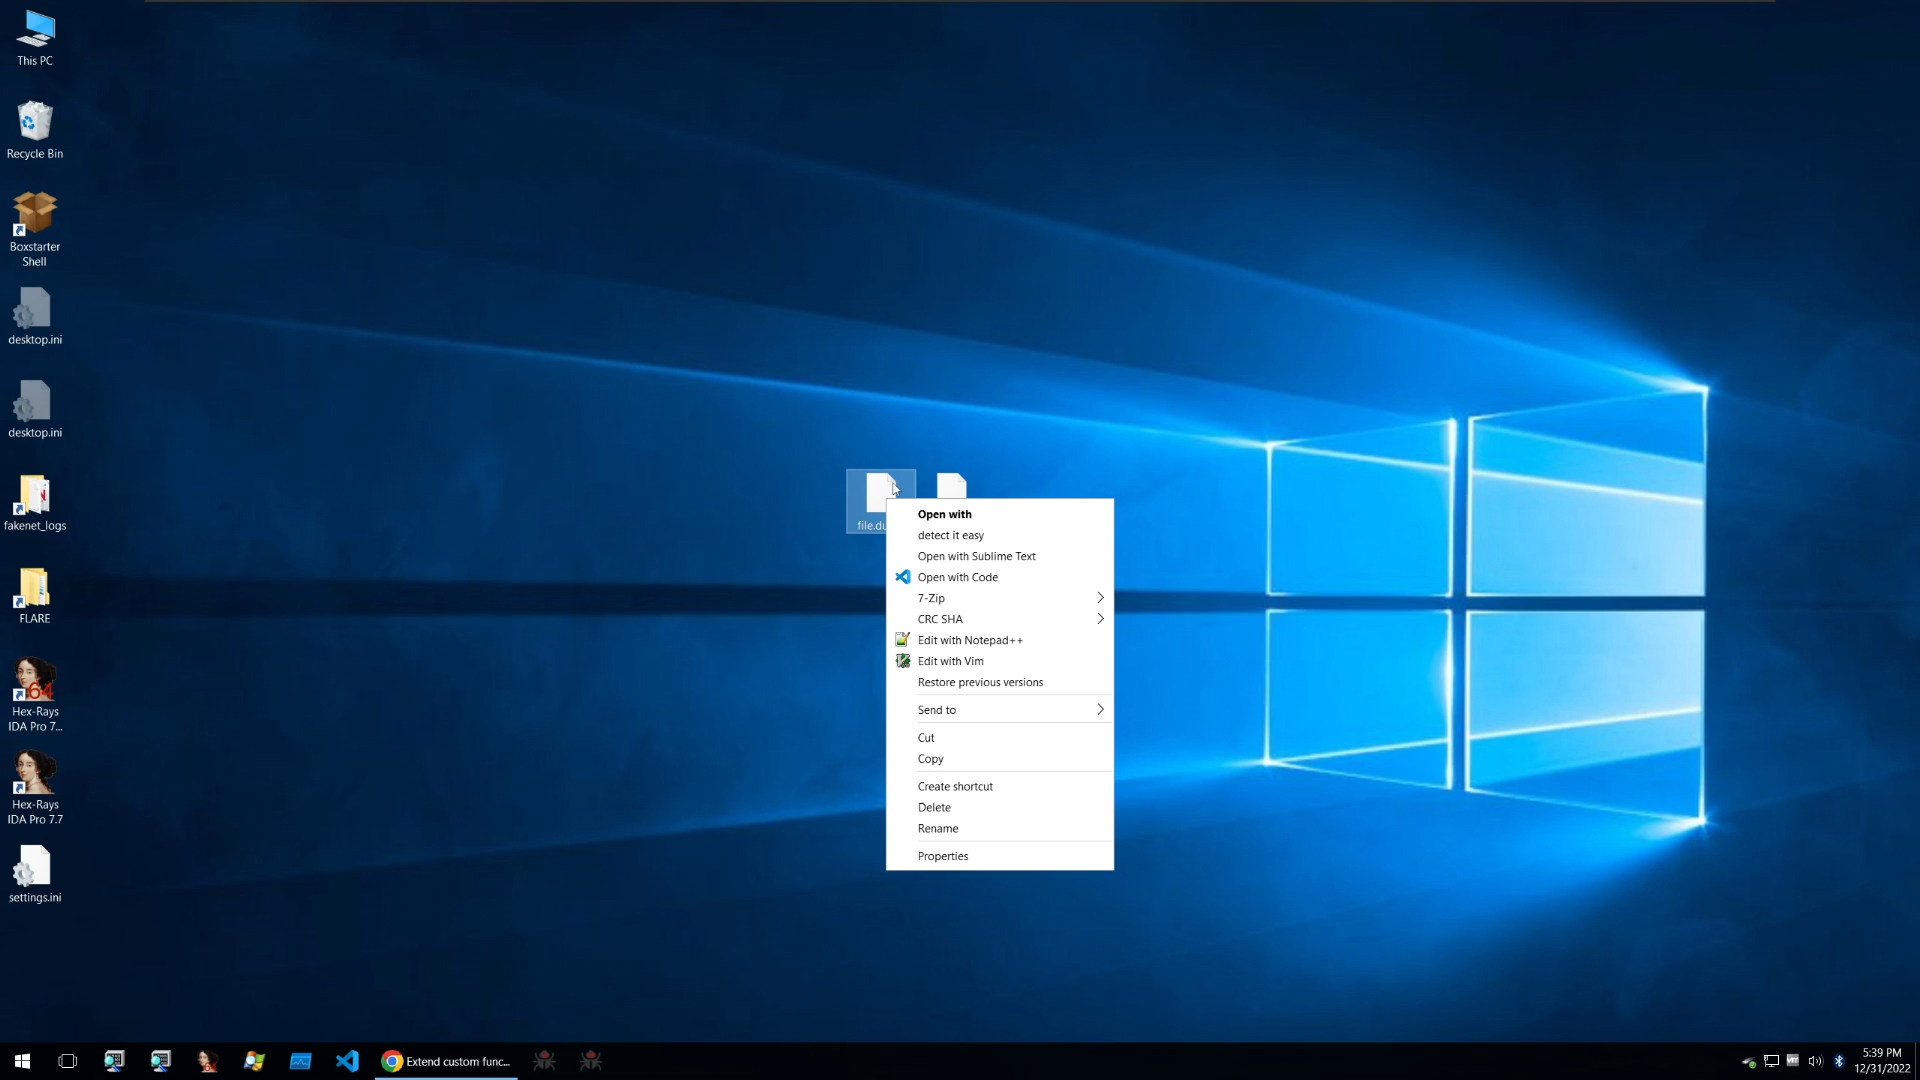 This PC
Recycle Bin
Boxstarter
Shell
desktop.ini
desktop.ini
fakenet_logs
FLARE
64
Hex-Rays
IDA Pro 7...
Hex-Rays
IDA Pro 7.7
settings.ini
Open with
detect it easy
Open with Sublime Text
Open with Code
7-Zip
CRC SHA
Edit with Notepad++
Edit with Vim
Restore previous versions
Send to
Cut
Copy
Create shortcut
Delete
Rename
Properties
Extend custom func...
5:39 PM
12/31/2022